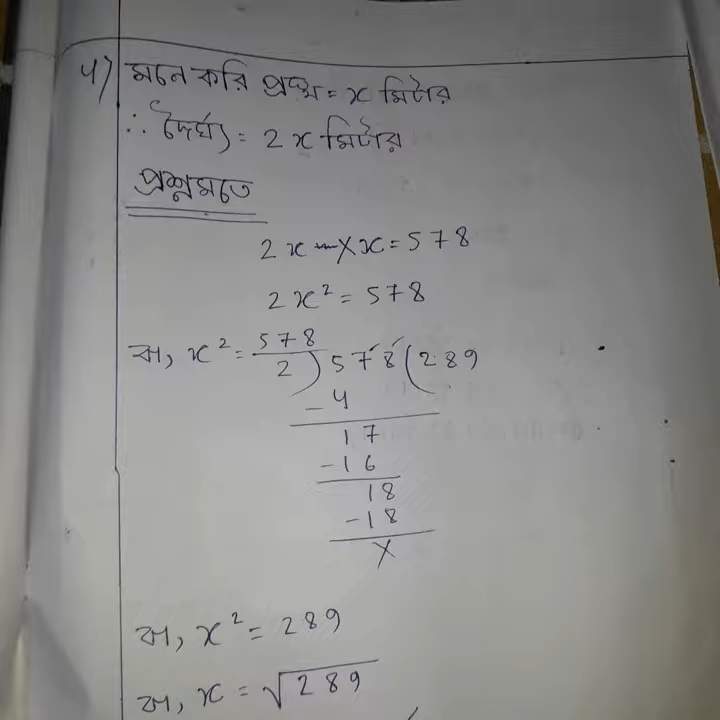 4) মনে করি প্রস্থ = x মিটার
∴ দৈর্ঘ্য = 2x মিটার
প্রশ্নমতে
2x × x = 578
2x² = 578
বা, x² = 578/2 ) 578 ( 289
- 4
17
- 16
18
- 18
×
বা, x² = 289
বা, x = √289